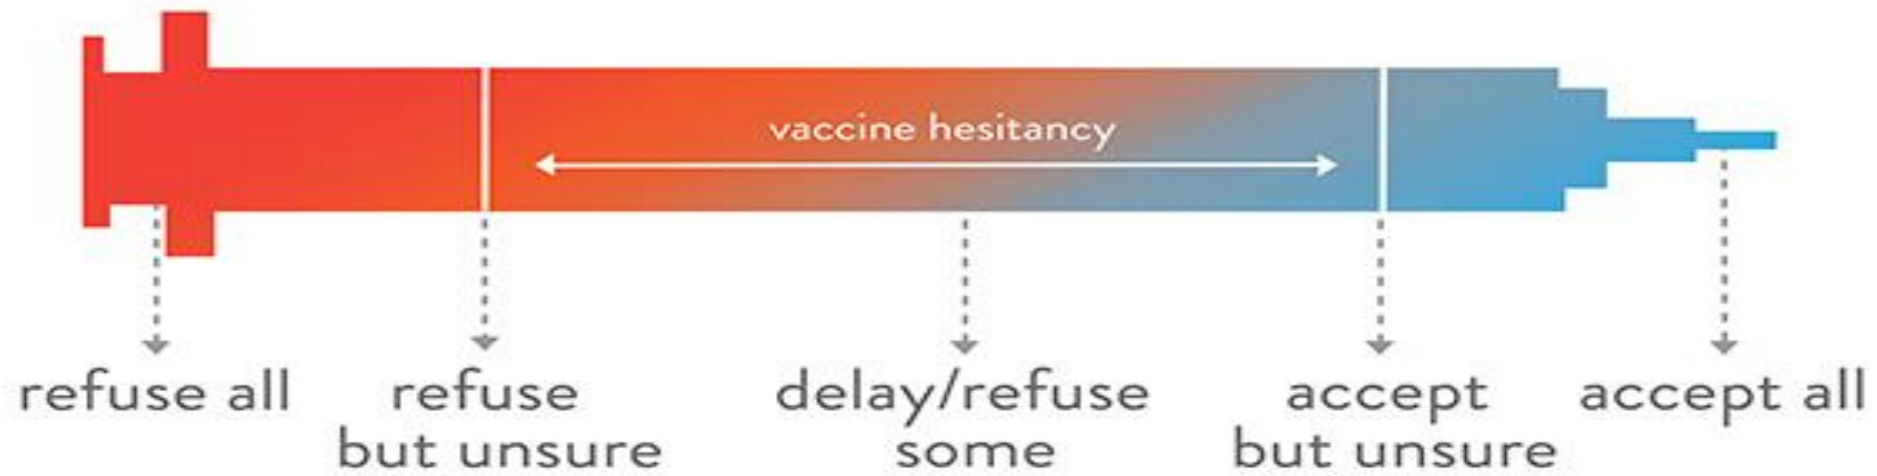 vaccine hesitancy
refuse all
refuse
but unsure
delay/refuse
some
accept
but unsure
accept all